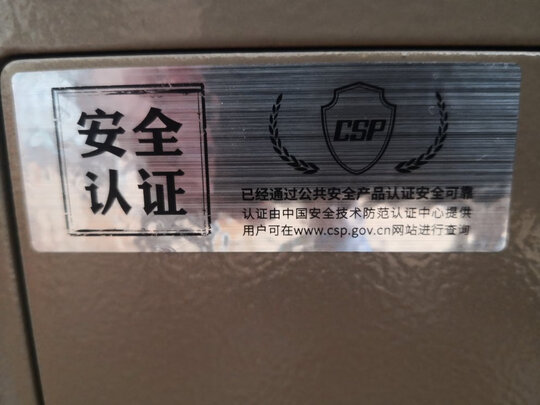 安全
认证
CSP
已经通过公共安全产品认证安全可靠
认证由中国安全技术防范认证中心提供
用户可在www.csp.gov.cn网站进行查询